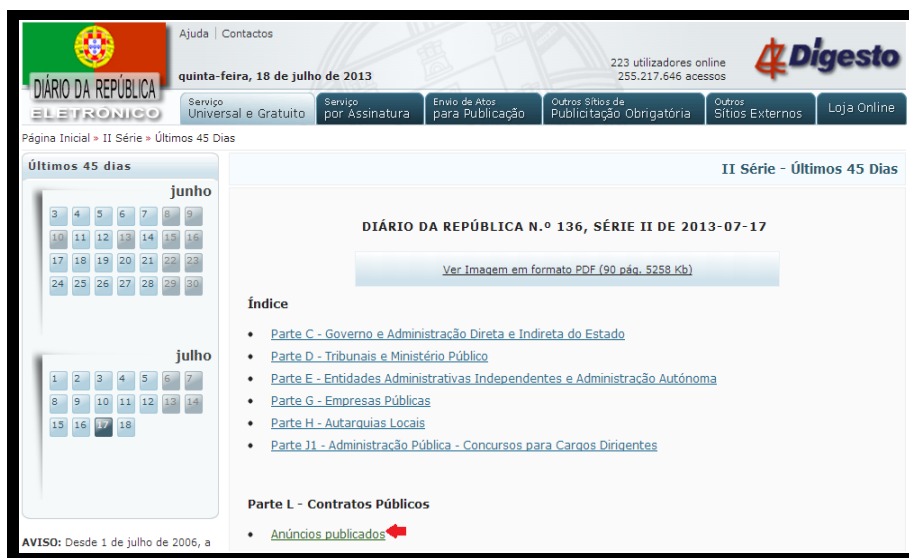 Ajuda | Contactos
quinta-feira, 18 de julho de 2013
223 utilizadores online
255.217.646 acessos
Digesto
DIÁRIO DA REPÚBLICA
ELETRÓNICO
Serviço
Universal e Gratuito
Serviço
por Assinatura
Envio de Atos
para Publicação
Outros Sítios de
Publicitação Obrigatória
Outros
Sítios Externos
Loja Online
Página Inicial » II Série » Últimos 45 Dias
Últimos 45 dias
junho
3 4 5 6 7 8 9
10 11 12 13 14 15 16
17 18 19 20 21 22 23
24 25 26 27 28 29 30
julho
1 2 3 4 5 6 7
8 9 10 11 12 13 14
15 16 17 18
AVISO: Desde 1 de julho de 2006, a
II Série - Últimos 45 Dias
DIÁRIO DA REPÚBLICA N.º 136, SÉRIE II DE 2013-07-17
Ver Imagem em formato PDF (90 pág. 5258 Kb)
Índice
• Parte C - Governo e Administração Direta e Indireta do Estado
• Parte D - Tribunais e Ministério Público
• Parte E - Entidades Administrativas Independentes e Administração Autónoma
• Parte G - Empresas Públicas
• Parte H - Autarquias Locais
• Parte J1 - Administração Pública - Concursos para Cargos Dirigentes
Parte L - Contratos Públicos
• Anúncios publicados